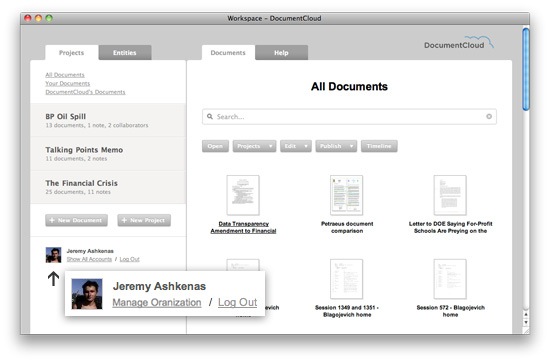 Workspace – DocumentCloud
Projects
Entities
Documents
Help
DocumentCloud
All Documents
Your Documents
DocumentCloud's Documents
BP Oil Spill
13 documents, 1 note, 2 collaborators
Talking Points Memo
11 documents, 2 notes
The Financial Crisis
25 documents, 11 notes
+ New Document
+ New Project
Jeremy Ashkenas
Show All Accounts / Log Out
Jeremy Ashkenas
Manage Oranization / Log Out
All Documents
Search...
Open
Projects
Edit
Publish
Timeline
Data Transparency
Amendment to Financial
Petraeus document
comparison
Letter to DOE Saying For-Profit
Schools Are Preying on the
Blagojevich
home
Session 1349 and 1351 -
Blagojevich home
Session 572 - Blagojevich
home